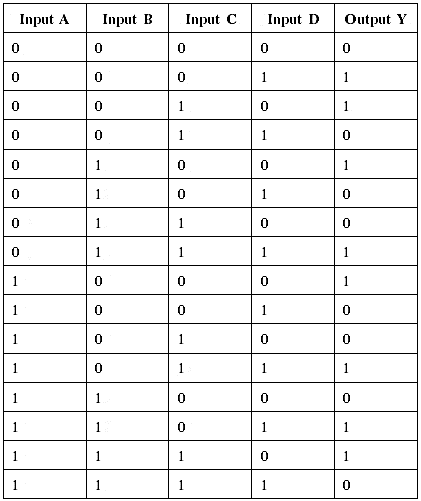 Input A Input B Input C Input D Output Y
0 0 0 0 0
0 0 0 1 1
0 0 1 0 1
0 0 1 1 0
0 1 0 0 1
0 1 0 1 0
0 1 1 0 0
0 1 1 1 1
1 0 0 0 1
1 0 0 1 0
1 0 1 0 0
1 0 1 1 1
1 1 0 0 0
1 1 0 1 1
1 1 1 0 1
1 1 1 1 0